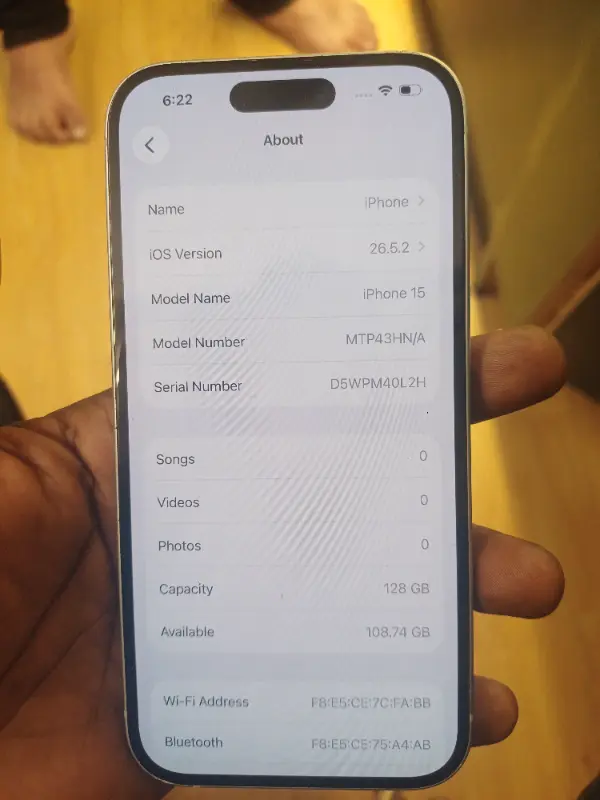 6:22
About
Name iPhone
iOS Version 26.5.2
Model Name iPhone 15
Model Number MTP43HN/A
Serial Number D5WPM40L2H
Songs 0
Videos 0
Photos 0
Capacity 128 GB
Available 108.74 GB
Wi-Fi Address F8:E5:CE:7C:FA:BB
Bluetooth F8:E5:CE:75:A4:AB